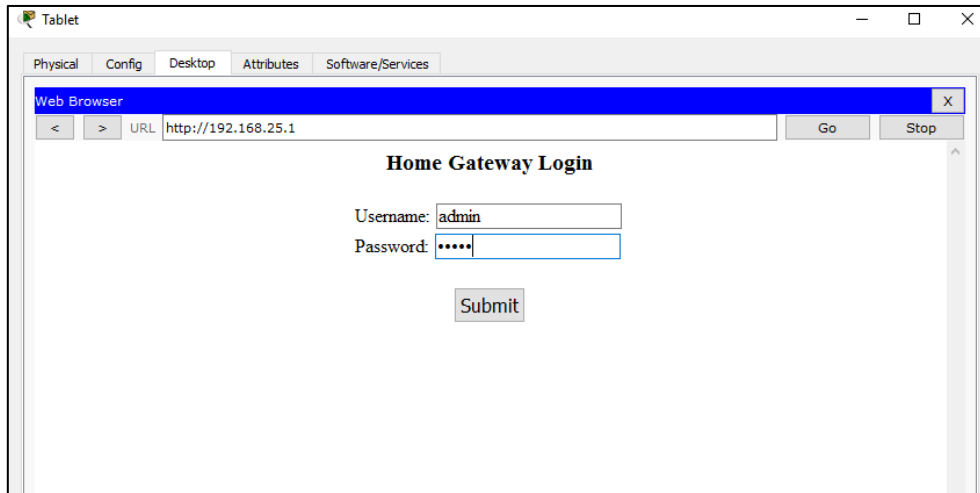 Tablet
Physical Config Desktop Attributes Software/Services
Web Browser X
< > URL http://192.168.25.1 Go Stop
Home Gateway Login
Username: admin
Password: •••••
Submit